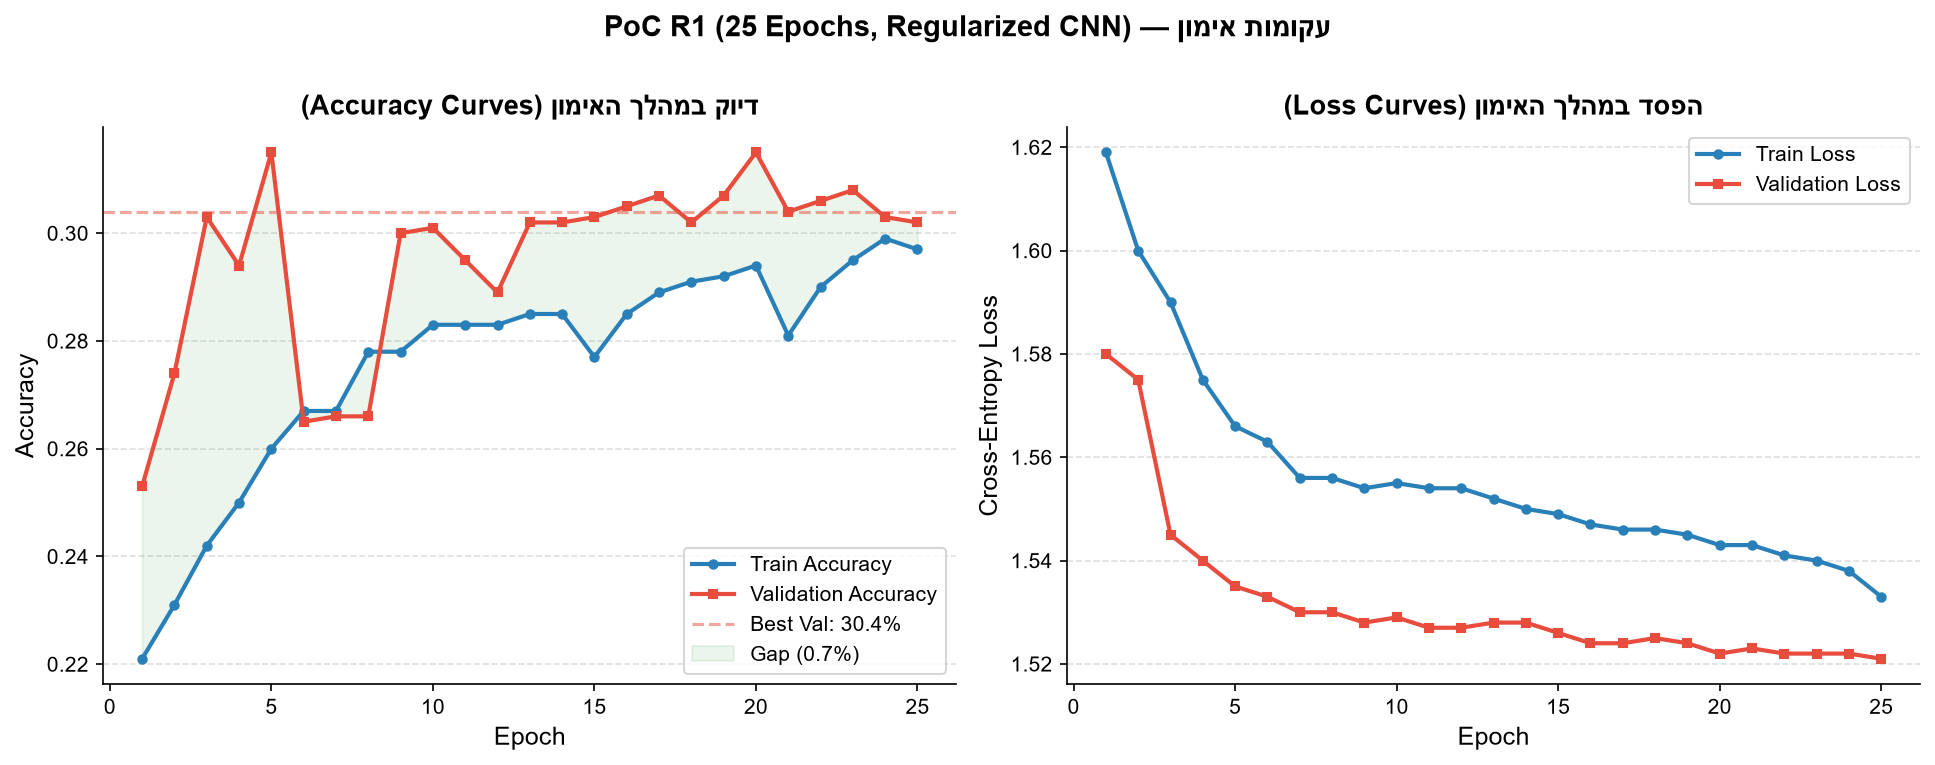 PoC R1 (25 Epochs, Regularized CNN) — עקומות אימון
דיוק במהלך האימון (Accuracy Curves)
0.30
0.28
0.26
0.24
0.22
Accuracy
0 5 10 15 20 25
Epoch
Train Accuracy
Validation Accuracy
Best Val: 30.4%
Gap (0.7%)
הפסד במהלך האימון (Loss Curves)
1.62
1.60
1.58
1.56
1.54
1.52
Cross-Entropy Loss
0 5 10 15 20 25
Epoch
Train Loss
Validation Loss